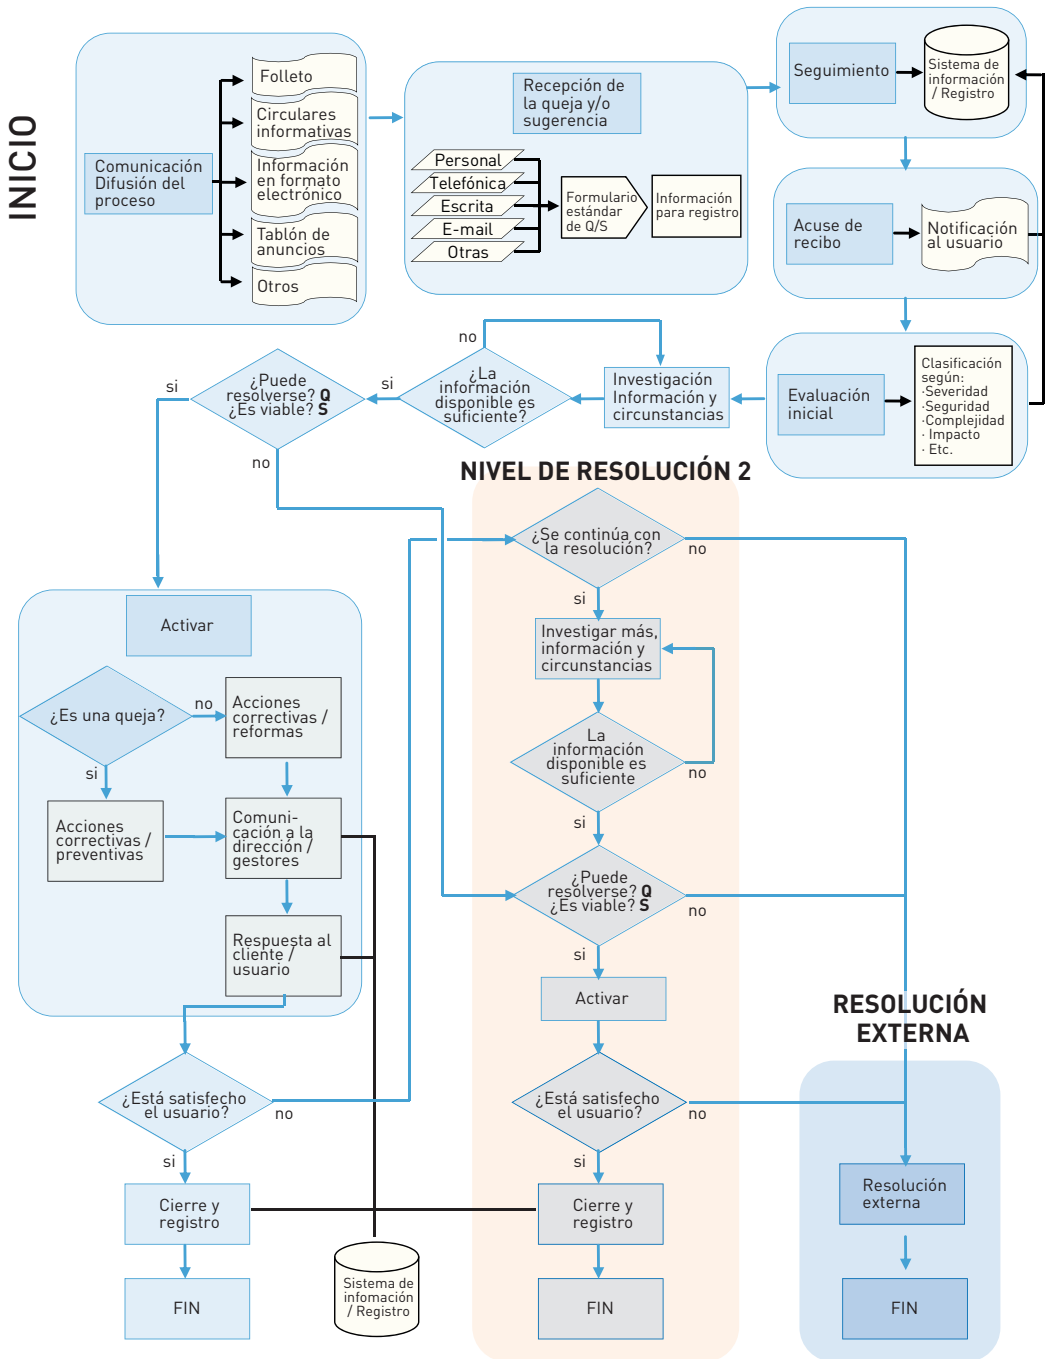 INICIO
Comunicación
Difusión del
proceso
Folleto
Circulares
informativas
Información
en formato
electrónico
Tablón de
anuncios
Otros
Recepción de
la queja y/o
sugerencia
Personal
Telefónica
Escrita
E-mail
Otras
Formulario
estándar
de Q/S
Información
para registro
Seguimiento
Sistema de
información
/ Registro
Acuse de
recibo
Notificación
al usuario
Evaluación
inicial
Clasificación
según:
·Severidad
·Seguridad
·Complejidad
· Impacto
· Etc.
Investigación
Información y
circunstancias
no
¿La
información
disponible es
suficiente?
si
¿Puede
resolverse? Q
¿Es viable? S
si
no
NIVEL DE RESOLUCIÓN 2
¿Se continúa con
la resolución?
no
si
Investigar más,
información y
circunstancias
La
información
disponible es
suficiente
no
si
¿Puede
resolverse? Q
¿Es viable? S
no
si
Activar
¿Está satisfecho
el usuario?
no
si
Cierre y
registro
FIN
Activar
¿Es una queja?
no
si
Acciones
correctivas /
reformas
Acciones
correctivas /
preventivas
Comuni-
cación a la
dirección /
gestores
Respuesta al
cliente /
usuario
¿Está satisfecho
el usuario?
no
si
Cierre y
registro
FIN
Sistema de
infomación
/ Registro
RESOLUCIÓN
EXTERNA
Resolución
externa
FIN